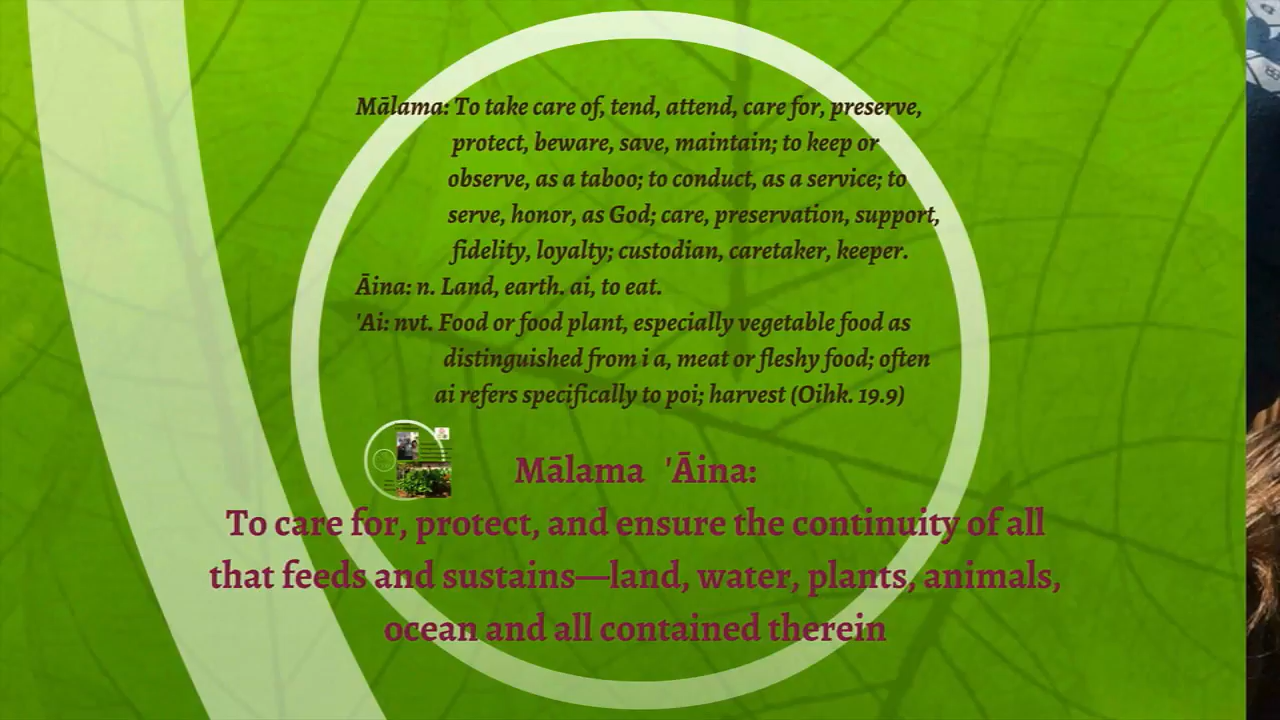 Mālama: To take care of, tend, attend, care for, preserve,
protect, beware, save, maintain; to keep or
observe, as a taboo; to conduct, as a service; to
serve, honor, as God; care, preservation, support,
fidelity, loyalty; custodian, caretaker, keeper.
Āina: n. Land, earth. ai, to eat.
'Ai: nvt. Food or food plant, especially vegetable food as
distinguished from i a, meat or fleshy food; often
ai refers specifically to poi; harvest (Oihk. 19.9)
Mālama 'Āina:
To care for, protect, and ensure the continuity of all
that feeds and sustains—land, water, plants, animals,
ocean and all contained therein